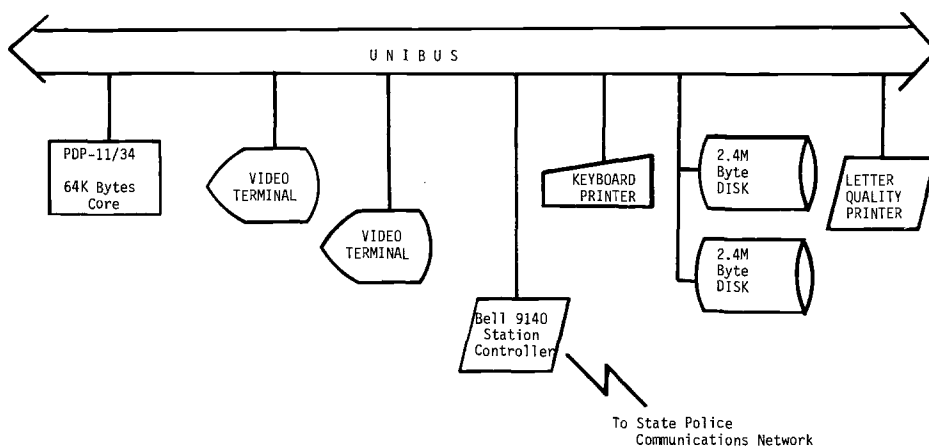 U N I B U S
PDP-11/34
64K Bytes
Core
VIDEO
TERMINAL
VIDEO
TERMINAL
Bell 9140
Station
Controller
KEYBOARD
PRINTER
2.4M
Byte
DISK
2.4M
Byte
DISK
LETTER
QUALITY
PRINTER
To State Police
Communications Network